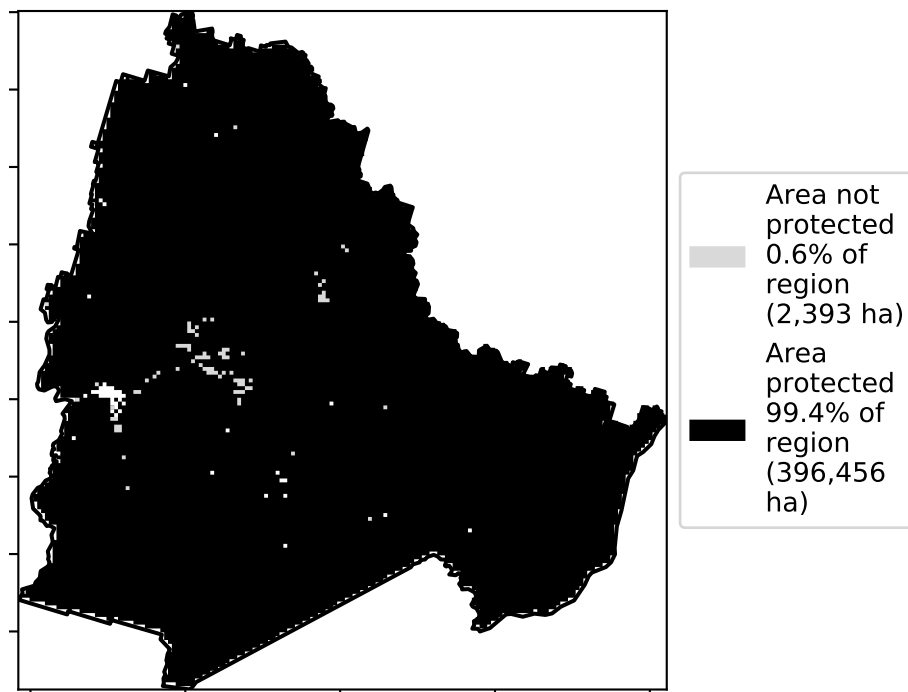 Area not
protected
0.6% of
region
(2,393 ha)
Area
protected
99.4% of
region
(396,456
ha)